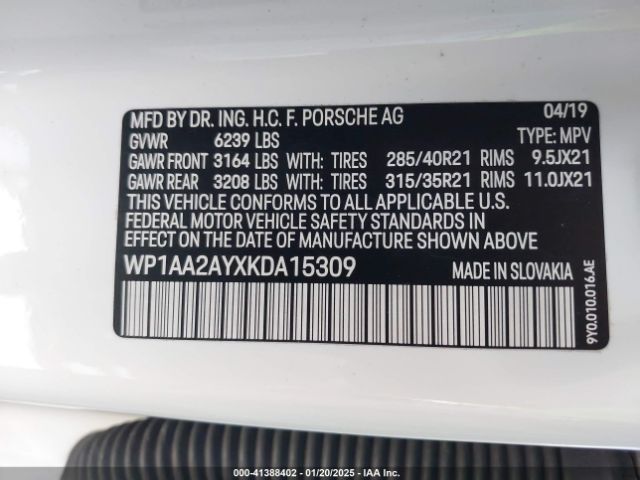 MFD BY DR. ING. H.C. F. PORSCHE AG 04/19
GVWR 6239 LBS TYPE: MPV
GAWR FRONT 3164 LBS WITH: TIRES 285/40R21 RIMS 9.5JX21
GAWR REAR 3208 LBS WITH: TIRES 315/35R21 RIMS 11.0JX21
THIS VEHICLE CONFORMS TO ALL APPLICABLE U.S.
FEDERAL MOTOR VEHICLE SAFETY STANDARDS IN
EFFECT ON THE DATE OF MANUFACTURE SHOWN ABOVE.
WP1AA2AYXKDA15309 MADE IN SLOVAKIA
9Y0.010.016.AE
000-41388402 - 01/20/2025 - IAA Inc.